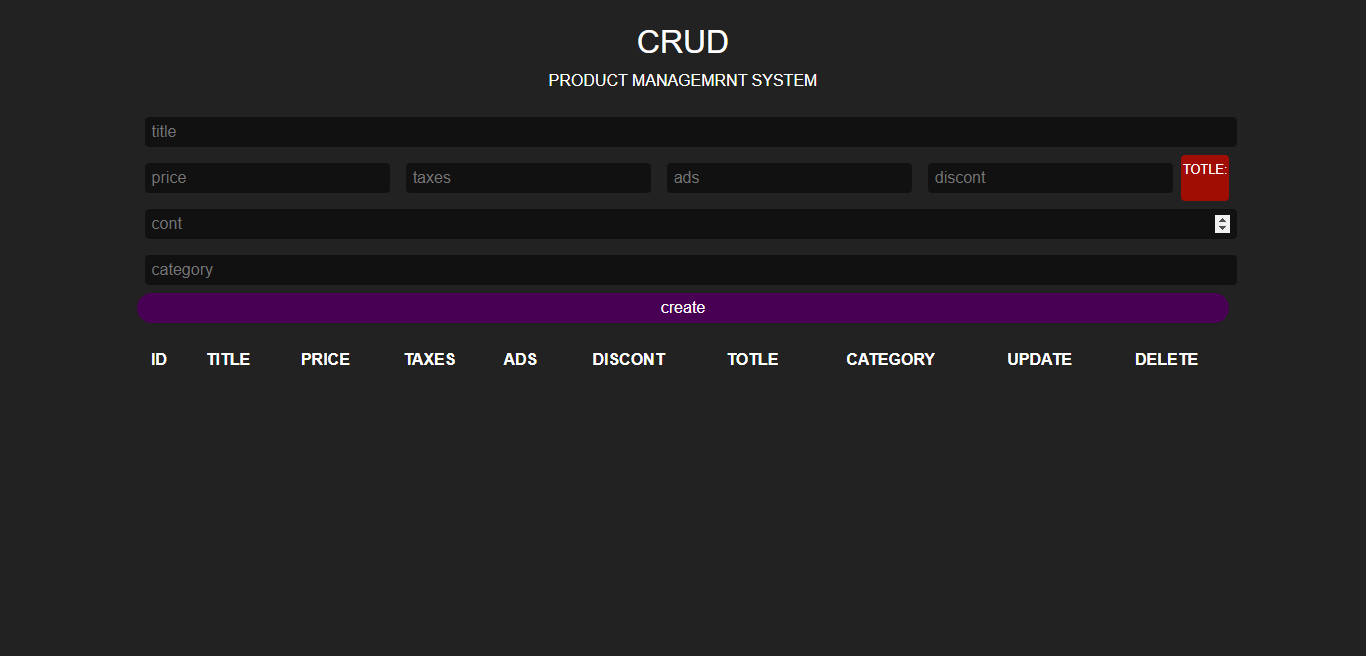 CRUD
PRODUCT MANAGEMRNT SYSTEM
title
price taxes ads discont TOTLE:
cont
category
create
ID TITLE PRICE TAXES ADS DISCONT TOTLE CATEGORY UPDATE DELETE